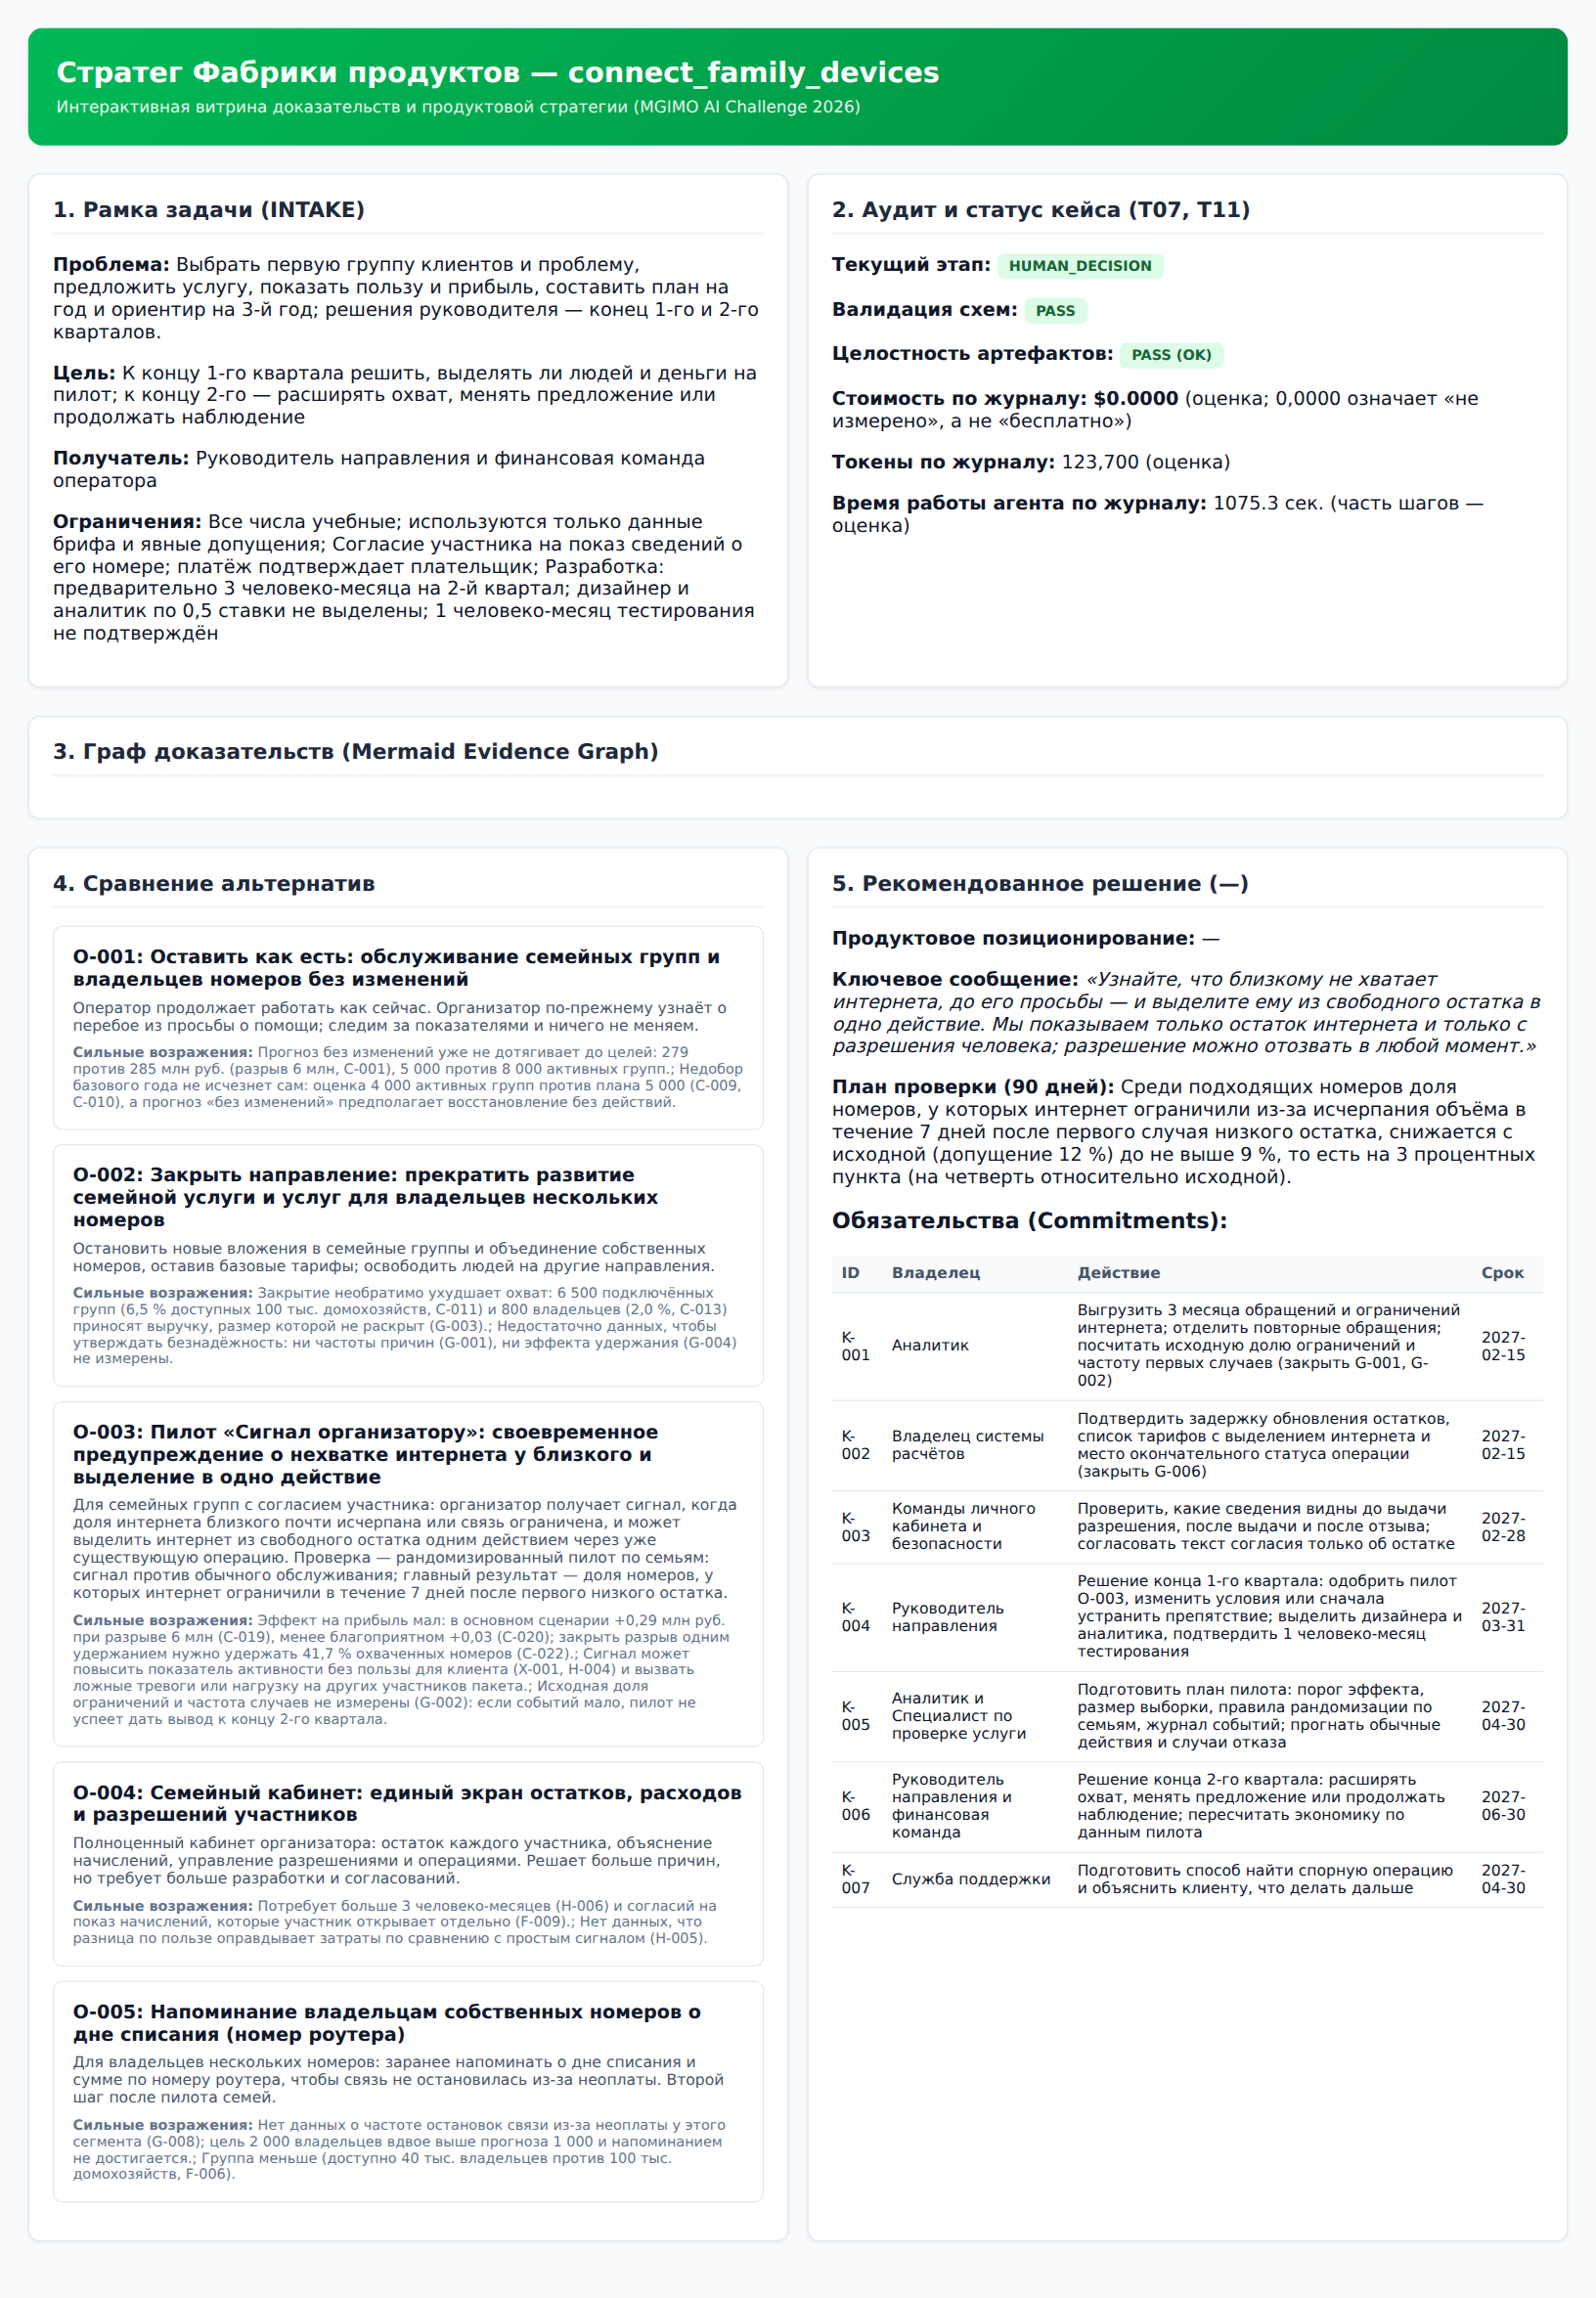 Стратег Фабрики продуктов — connect_family_devices
Интерактивная витрина доказательств и продуктовой стратегии (MGIMO AI Challenge 2026)
1. Рамка задачи (INTAKE)
Проблема: Выбрать первую группу клиентов и проблему,
предложить услугу, показать пользу и прибыль, составить план на
год и ориентир на 3-й год; решения руководителя — конец 1-го и 2-го
кварталов.
Цель: К концу 1-го квартала решить, выделять ли людей и деньги на
пилот; к концу 2-го — расширять охват, менять предложение или
продолжать наблюдение
Получатель: Руководитель направления и финансовая команда
оператора
Ограничения: Все числа учебные; используются только данные
брифа и явные допущения; Согласие участника на показ сведений о
его номере; платёж подтверждает плательщик; Разработка:
предварительно 3 человеко-месяца на 2-й квартал; дизайнер и
аналитик по 0,5 ставки не выделены; 1 человеко-месяц тестирования
не подтверждён
2. Аудит и статус кейса (T07, T11)
Текущий этап: HUMAN_DECISION
Валидация схем: PASS
Целостность артефактов: PASS (OK)
Стоимость по журналу: $0.0000 (оценка; 0,0000 означает «не
измерено», а не «бесплатно»)
Токены по журналу: 123,700 (оценка)
Время работы агента по журналу: 1075.3 сек. (часть шагов —
оценка)
3. Граф доказательств (Mermaid Evidence Graph)
4. Сравнение альтернатив
O-001: Оставить как есть: обслуживание семейных групп и
владельцев номеров без изменений
Оператор продолжает работать как сейчас. Организатор по-прежнему узнаёт о
перебое из просьбы о помощи; следим за показателями и ничего не меняем.
Сильные возражения: Прогноз без изменений уже не дотягивает до целей: 279
против 285 млн руб. (разрыв 6 млн, C-001), 5 000 против 8 000 активных групп.; Недобор
базового года не исчезнет сам: оценка 4 000 активных групп против плана 5 000 (C-009,
C-010), а прогноз «без изменений» предполагает восстановление без действий.
O-002: Закрыть направление: прекратить развитие
семейной услуги и услуг для владельцев нескольких
номеров
Остановить новые вложения в семейные группы и объединение собственных
номеров, оставив базовые тарифы; освободить людей на другие направления.
Сильные возражения: Закрытие необратимо ухудшает охват: 6 500 подключённых
групп (6,5 % доступных 100 тыс. домохозяйств, C-011) и 800 владельцев (2,0 %, C-013)
приносят выручку, размер которой не раскрыт (G-003).; Недостаточно данных, чтобы
утверждать безнадёжность: ни частоты причин (G-001), ни эффекта удержания (G-004)
не измерены.
O-003: Пилот «Сигнал организатору»: своевременное
предупреждение о нехватке интернета у близкого и
выделение в одно действие
Для семейных групп с согласием участника: организатор получает сигнал, когда
доля интернета близкого почти исчерпана или связь ограничена, и может
выделить интернет из свободного остатка одним действием через уже
существующую операцию. Проверка — рандомизированный пилот по семьям:
сигнал против обычного обслуживания; главный результат — доля номеров, у
которых интернет ограничили в течение 7 дней после первого низкого остатка.
Сильные возражения: Эффект на прибыль мал: в основном сценарии +0,29 млн руб.
при разрыве 6 млн (C-019), менее благоприятном +0,03 (C-020); закрыть разрыв одним
удержанием нужно удержать 41,7 % охваченных номеров (C-022).; Сигнал может
повысить показатель активности без пользы для клиента (X-001, H-004) и вызвать
ложные тревоги или нагрузку на других участников пакета.; Исходная доля
ограничений и частота случаев не измерены (G-002): если событий мало, пилот не
успеет дать вывод к концу 2-го квартала.
O-004: Семейный кабинет: единый экран остатков, расходов
и разрешений участников
Полноценный кабинет организатора: остаток каждого участника, объяснение
начислений, управление разрешениями и операциями. Решает больше причин,
но требует больше разработки и согласований.
Сильные возражения: Потребует больше 3 человеко-месяцев (H-006) и согласий на
показ начислений, которые участник открывает отдельно (F-009).; Нет данных, что
разница по пользе оправдывает затраты по сравнению с простым сигналом (H-005).
O-005: Напоминание владельцам собственных номеров о
дне списания (номер роутера)
Для владельцев нескольких номеров: заранее напоминать о дне списания и
сумме по номеру роутера, чтобы связь не остановилась из-за неоплаты. Второй
шаг после пилота семей.
Сильные возражения: Нет данных о частоте остановок связи из-за неоплаты у этого
сегмента (G-008); цель 2 000 владельцев вдвое выше прогноза 1 000 и напоминанием
не достигается.; Группа меньше (доступно 40 тыс. владельцев против 100 тыс.
домохозяйств, F-006).
5. Рекомендованное решение (—)
Продуктовое позиционирование: —
Ключевое сообщение: «Узнайте, что близкому не хватает
интернета, до его просьбы — и выделите ему из свободного остатка в
одно действие. Мы показываем только остаток интернета и только с
разрешения человека; разрешение можно отозвать в любой момент.»
План проверки (90 дней): Среди подходящих номеров доля
номеров, у которых интернет ограничили из-за исчерпания объёма в
течение 7 дней после первого случая низкого остатка, снижается с
исходной (допущение 12 %) до не выше 9 %, то есть на 3 процентных
пункта (на четверть относительно исходной).
Обязательства (Commitments):
ID Владелец Действие Срок
K-001 Аналитик Выгрузить 3 месяца обращений и ограничений
интернета; отделить повторные обращения;
посчитать исходную долю ограничений и
частоту первых случаев (закрыть G-001, G-
002) 2027-02-15
K-002 Владелец системы расчётов Подтвердить задержку обновления остатков,
список тарифов с выделением интернета и
место окончательного статуса операции
(закрыть G-006) 2027-02-15
K-003 Команды личного кабинета и безопасности Проверить, какие сведения видны до выдачи
разрешения, после выдачи и после отзыва;
согласовать текст согласия только об остатке 2027-02-28
K-004 Руководитель направления Решение конца 1-го квартала: одобрить пилот
O-003, изменить условия или сначала
устранить препятствие; выделить дизайнера и
аналитика, подтвердить 1 человеко-месяц
тестирования 2027-03-31
K-005 Аналитик и Специалист по проверке услуги Подготовить план пилота: порог эффекта,
размер выборки, правила рандомизации по
семьям, журнал событий; прогнать обычные
действия и случаи отказа 2027-04-30
K-006 Руководитель направления и финансовая команда Решение конца 2-го квартала: расширять
охват, менять предложение или продолжать
наблюдение; пересчитать экономику по
данным пилота 2027-06-30
K-007 Служба поддержки Подготовить способ найти спорную операцию
и объяснить клиенту, что делать дальше 2027-04-30